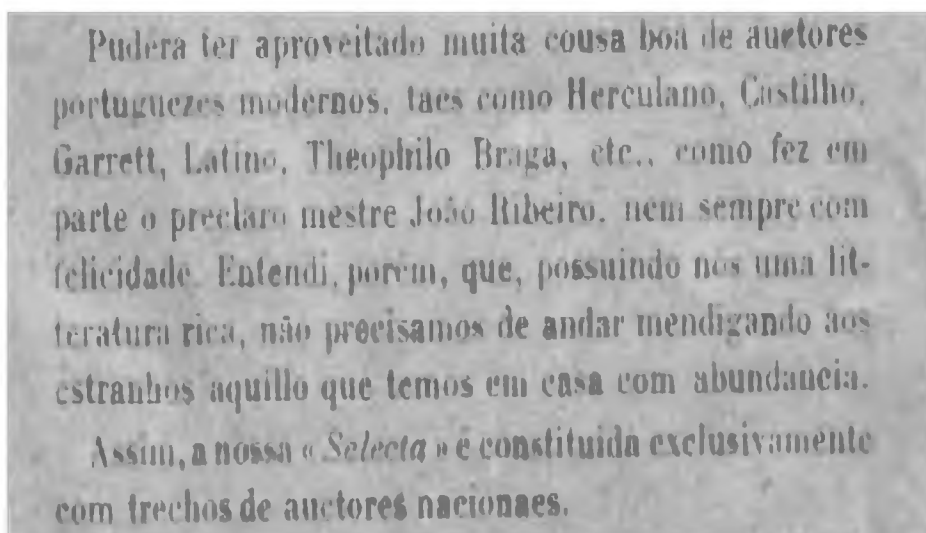 Pudera ter aproveitado muita cousa boa de auctores
portuguezes modernos, taes como Herculano, Castilho,
Garrett, Latino, Theophilo Braga, etc., como fez em
parte o preclaro mestre João Ribeiro, nem sempre com
felicidade. Entendi, porém, que, possuindo nos uma lit-
teratura rica, não precisamos de andar mendigando aos
estranhos aquillo que temos em casa com abundancia.
Assim, a nossa « Selecta » é constituida exclusivamente
com trechos de auctores nacionaes.